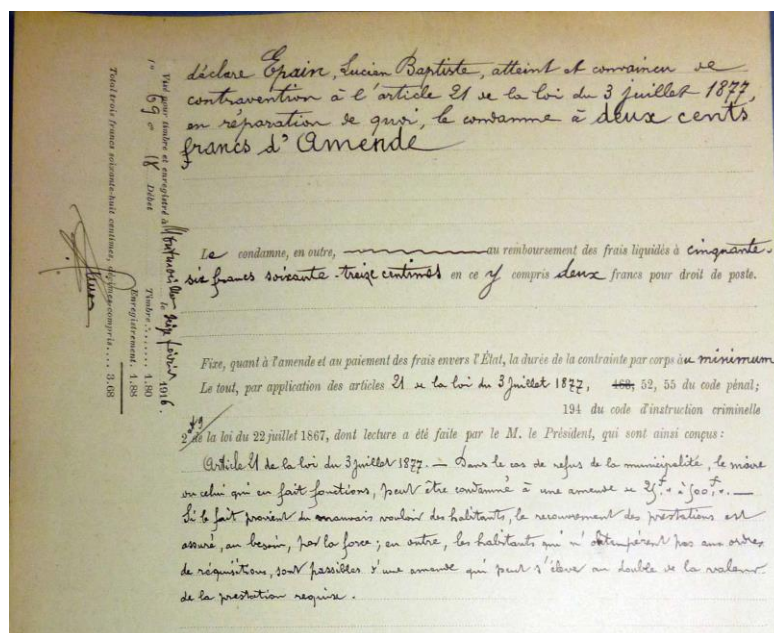 déclare Epain, Lucien Baptiste, atteint et convaincu de
contravention à l'article 21 de la loi du 3 juillet 1877,
en réparation de quoi, le condamne à deux cents
francs d'Amende
Le condamne, en outre, au remboursement des frais liquidés à cinquante-
six francs soixante-treize centimes en ce y compris deux francs pour droit de poste.
Fixe, quant à l'amende et au paiement des frais envers l'État, la durée de la contrainte par corps au minimum
Le tout, par application des articles 21 de la loi du 3 Juillet 1877, 468, 52, 55 du code pénal;
194 du code d'instruction criminelle
2 et 9 de la loi du 22 juillet 1867, dont lecture a été faite par le M. le Président, qui sont ainsi conçus :
Article 21 de la loi du 3 juillet 1877. — Dans le cas de refus de la municipalité, le maire
ou celui qui en fait fonctions, peut être condamné à une amende de 25f.. à 500f.. —
Si le fait provient du mauvais vouloir des habitants, le recouvrement des prestations est
assuré, au besoin, par la force ; en outre, les habitants qui n'obtempèrent pas aux ordres
de réquisitions, sont passibles d'une amende qui peut s'élever au double de la valeur
de la prestation requise.
Visé pour timbre et enregistré à le février 1916.
69 18 Débet
Timbre...... 1.80
Enregistrement. 1.88
Total trois francs soixante-huit centimes, décimes compris.... 3.68